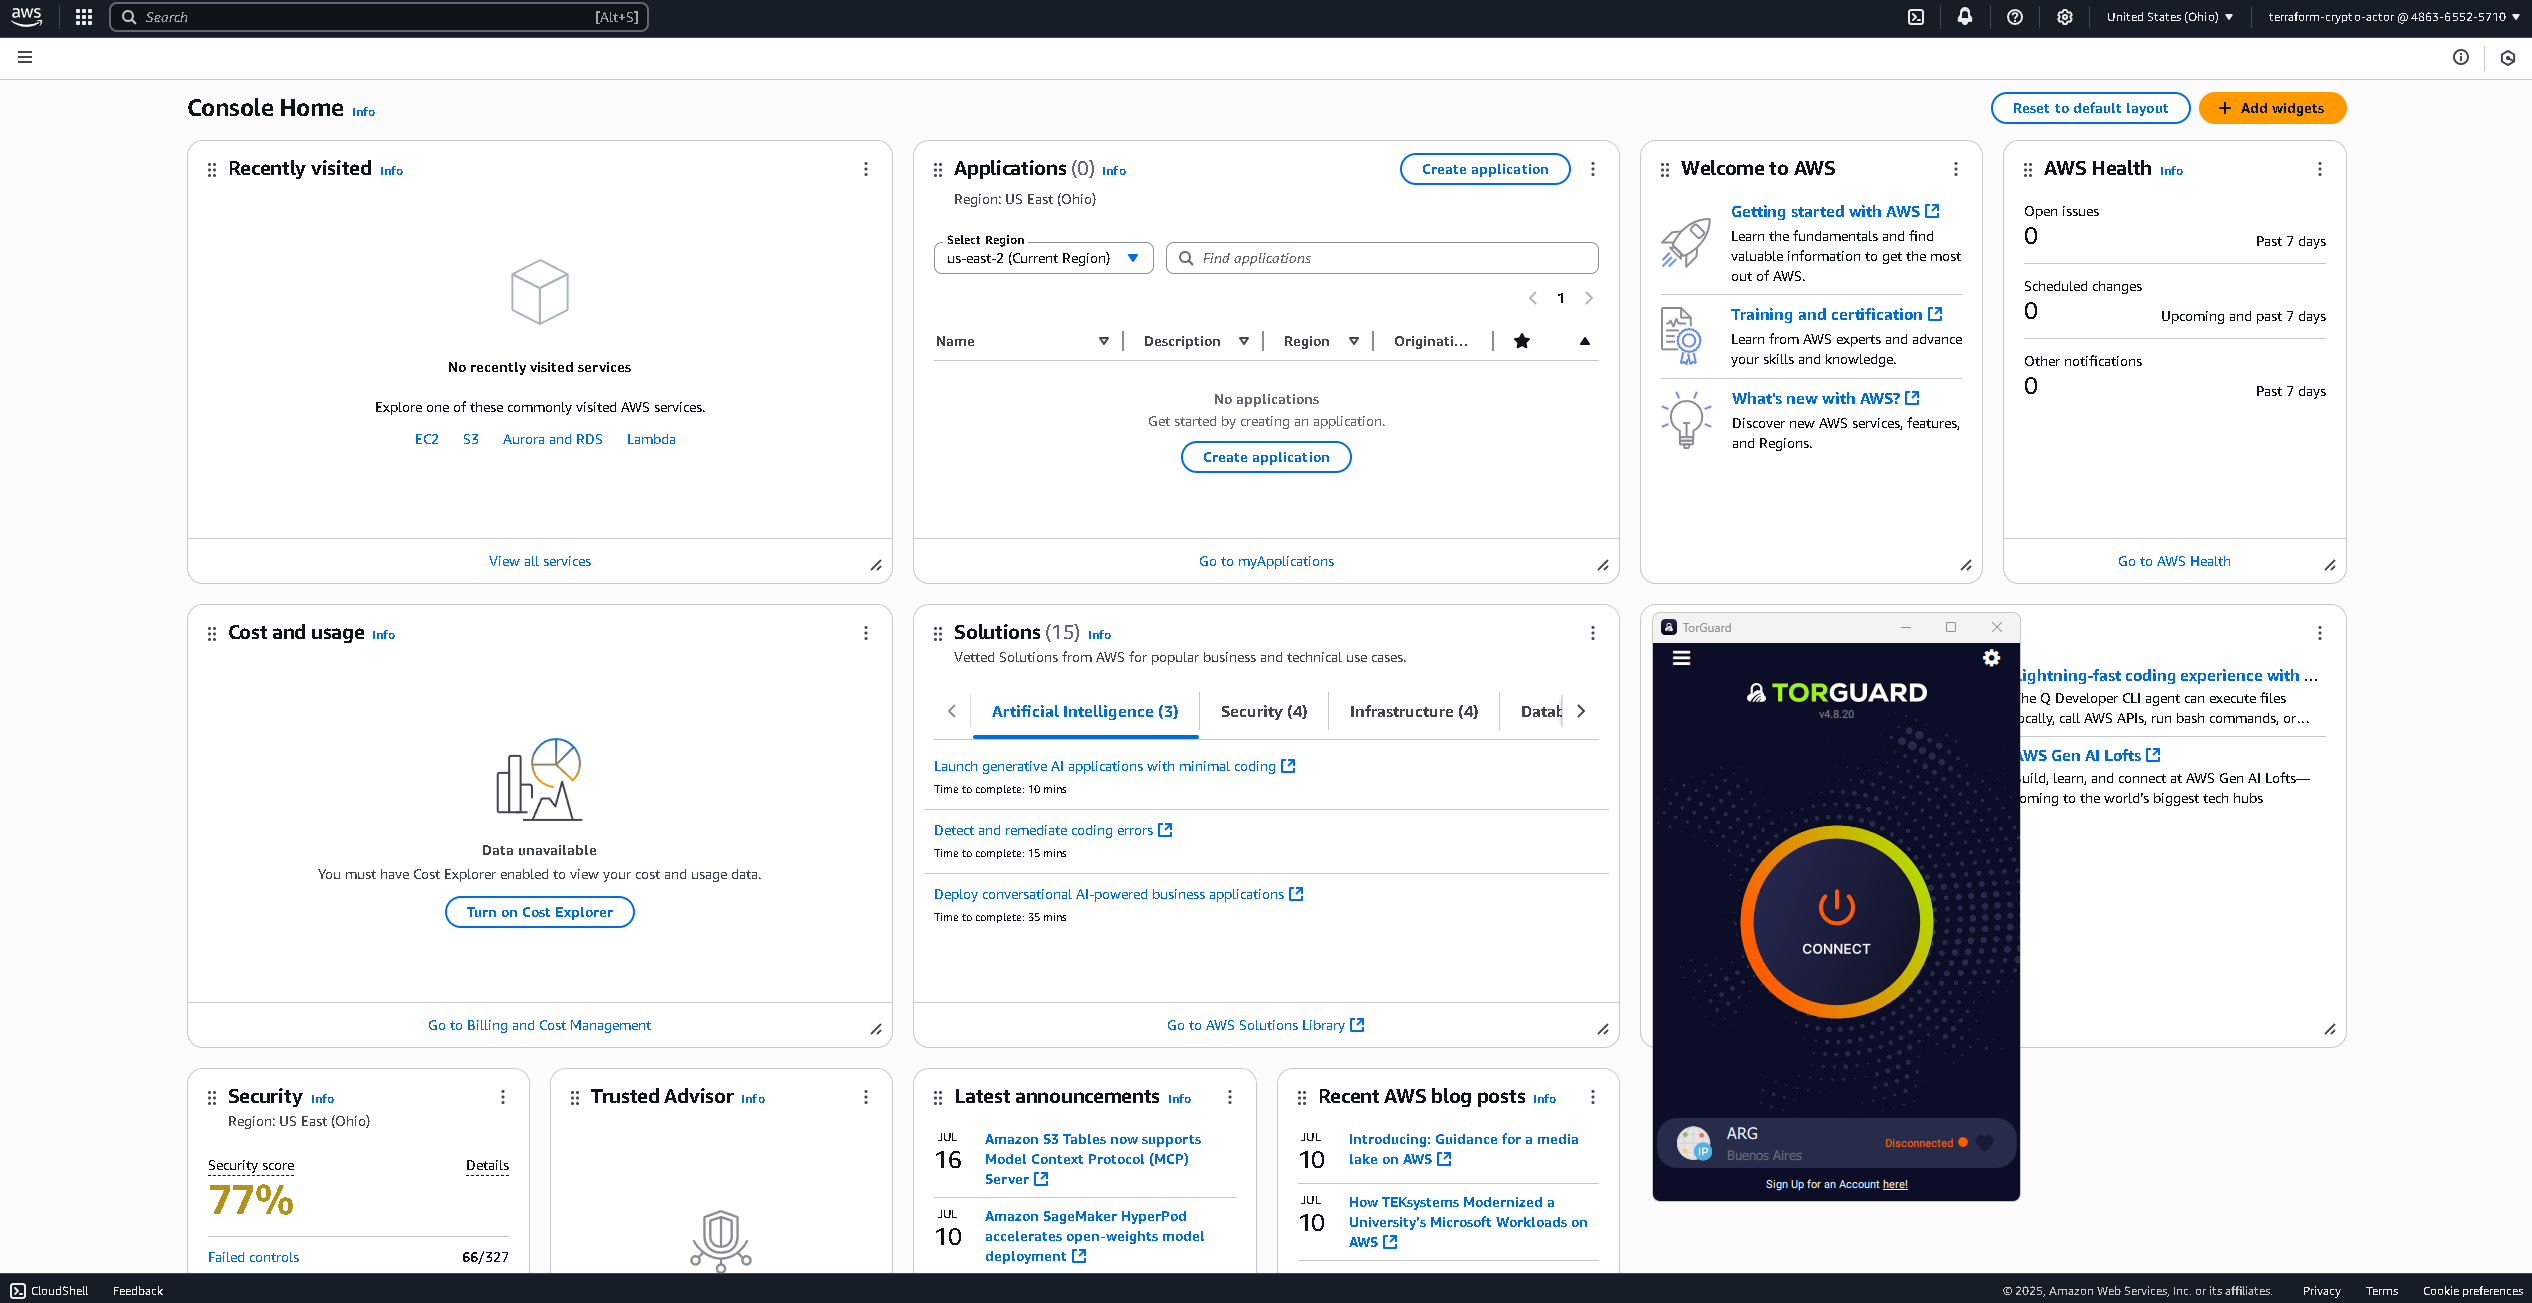 aws
Search
[Alt+S]
United States (Ohio)
terraform-crypto-actor @ 4863-6552-5710
Console Home Info
Reset to default layout
Add widgets
Recently visited Info
No recently visited services
Explore one of these commonly visited AWS services.
EC2 S3 Aurora and RDS Lambda
View all services
Applications (0) Info
Create application
Region: US East (Ohio)
Select Region
us-east-2 (Current Region)
Find applications
1
Name Description Region Originati...
No applications
Get started by creating an application.
Create application
Go to myApplications
Welcome to AWS
Getting started with AWS
Learn the fundamentals and find
valuable information to get the most
out of AWS.
Training and certification
Learn from AWS experts and advance
your skills and knowledge.
What's new with AWS?
Discover new AWS services, features,
and Regions.
AWS Health Info
Open issues
0
Past 7 days
Scheduled changes
0
Upcoming and past 7 days
Other notifications
0
Past 7 days
Go to AWS Health
Cost and usage Info
Data unavailable
You must have Cost Explorer enabled to view your cost and usage data.
Turn on Cost Explorer
Go to Billing and Cost Management
Solutions (15) Info
Vetted Solutions from AWS for popular business and technical use cases.
Artificial Intelligence (3) Security (4) Infrastructure (4) Datab
Launch generative AI applications with minimal coding
Time to complete: 10 mins
Detect and remediate coding errors
Time to complete: 15 mins
Deploy conversational AI-powered business applications
Time to complete: 35 mins
Go to AWS Solutions Library
TorGuard
TORGUARD
v4.8.20
CONNECT
ARG
Buenos Aires
Disconnected
IP
Sign Up for an Account here!
ightning-fast coding experience with ...
he Q Developer CLI agent can execute files
ocally, call AWS APIs, run bash commands, or...
WS Gen AI Lofts
uild, learn, and connect at AWS Gen AI Lofts—
oming to the world's biggest tech hubs
Security Info
Region: US East (Ohio)
Security score
Details
77%
Failed controls
66/327
Trusted Advisor Info
Latest announcements Info
JUL
16
Amazon S3 Tables now supports
Model Context Protocol (MCP)
Server
JUL
10
Amazon SageMaker HyperPod
accelerates open-weights model
deployment
Recent AWS blog posts Info
JUL
10
Introducing: Guidance for a media
lake on AWS
JUL
10
How TEKsystems Modernized a
University's Microsoft Workloads on
AWS
CloudShell Feedback
© 2025, Amazon Web Services, Inc. or its affiliates. Privacy Terms Cookie preferences